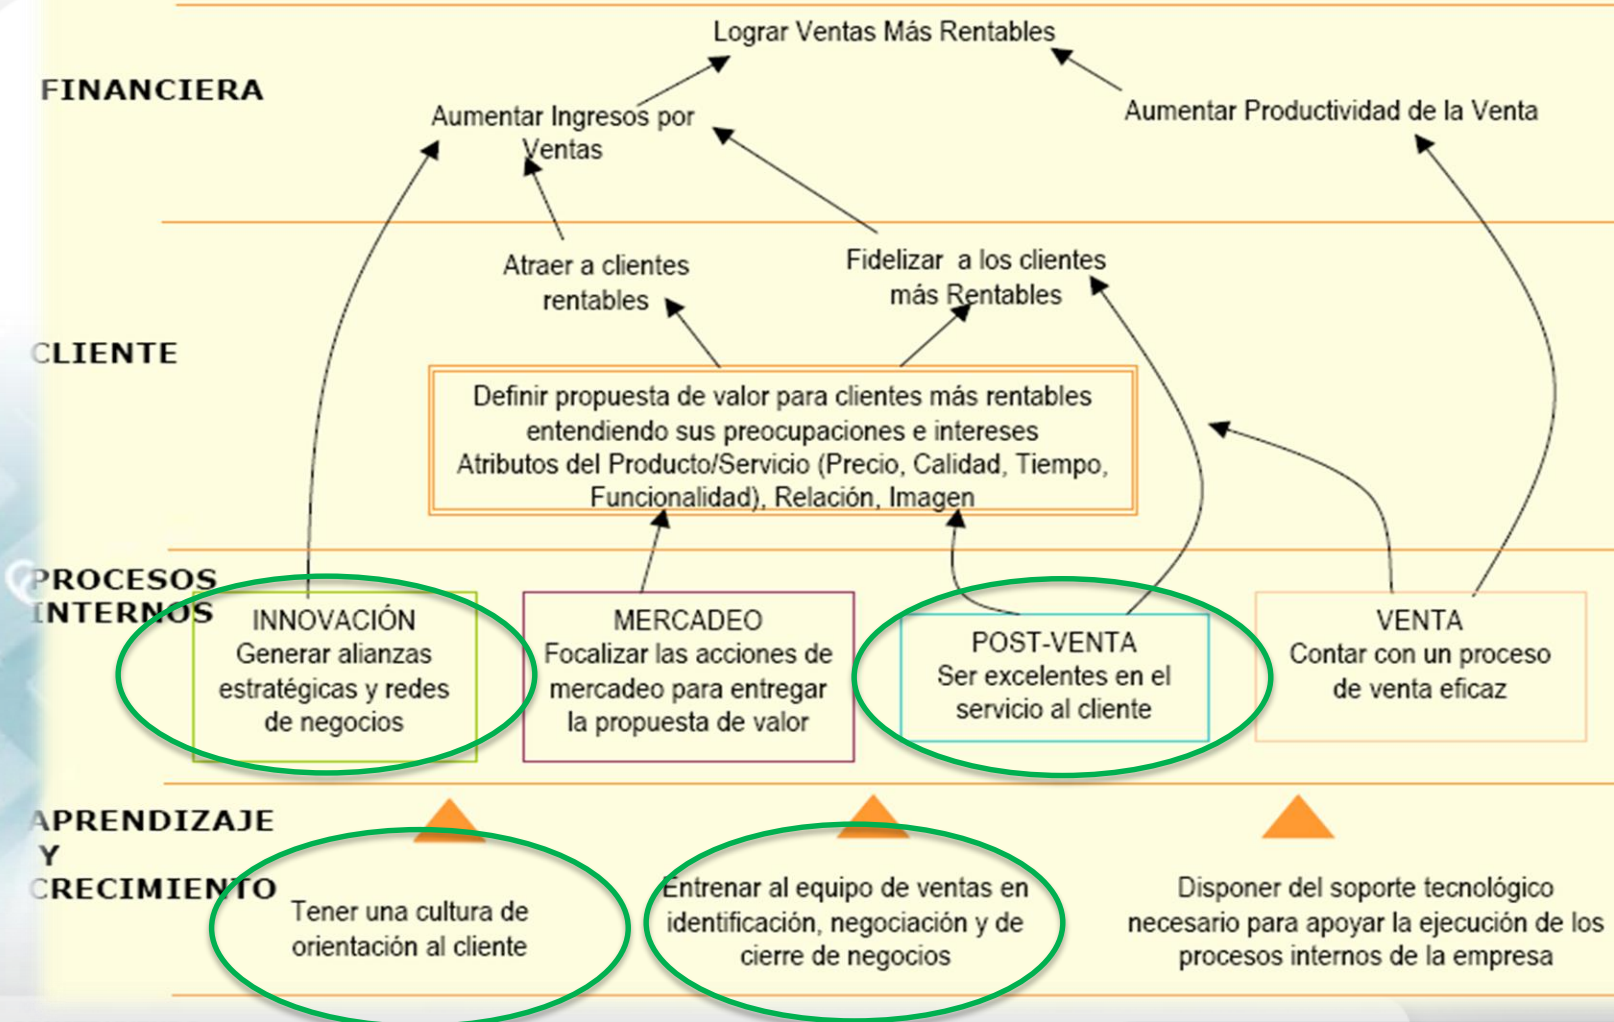 Lograr Ventas Más Rentables
FINANCIERA
Aumentar Ingresos por
Ventas
Aumentar Productividad de la Venta
CLIENTE
Atraer a clientes
rentables
Fidelizar a los clientes
más Rentables
Definir propuesta de valor para clientes más rentables
entendiendo sus preocupaciones e intereses
Atributos del Producto/Servicio (Precio, Calidad, Tiempo,
Funcionalidad), Relación, Imagen
PROCESOS
INTERNOS
INNOVACIÓN
Generar alianzas
estratégicas y redes
de negocios
MERCADEO
Focalizar las acciones de
mercadeo para entregar
la propuesta de valor
POST-VENTA
Ser excelentes en el
servicio al cliente
VENTA
Contar con un proceso
de venta eficaz
APRENDIZAJE
Y
CRECIMIENTO
Tener una cultura de
orientación al cliente
Entrenar al equipo de ventas en
identificación, negociación y de
cierre de negocios
Disponer del soporte tecnológico
necesario para apoyar la ejecución de los
procesos internos de la empresa